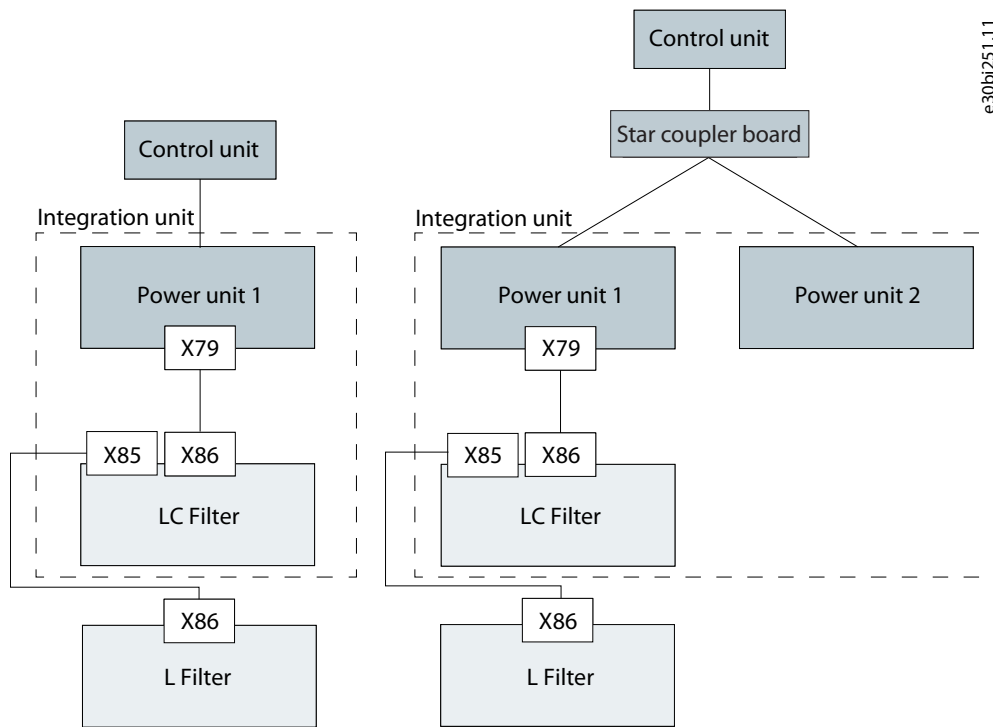 Control unit
Integration unit
Power unit 1
X79
X85
X86
LC Filter
X86
L Filter
Control unit
Star coupler board
Integration unit
Power unit 1
Power unit 2
X79
X85
X86
LC Filter
X86
L Filter
e30bj251.11